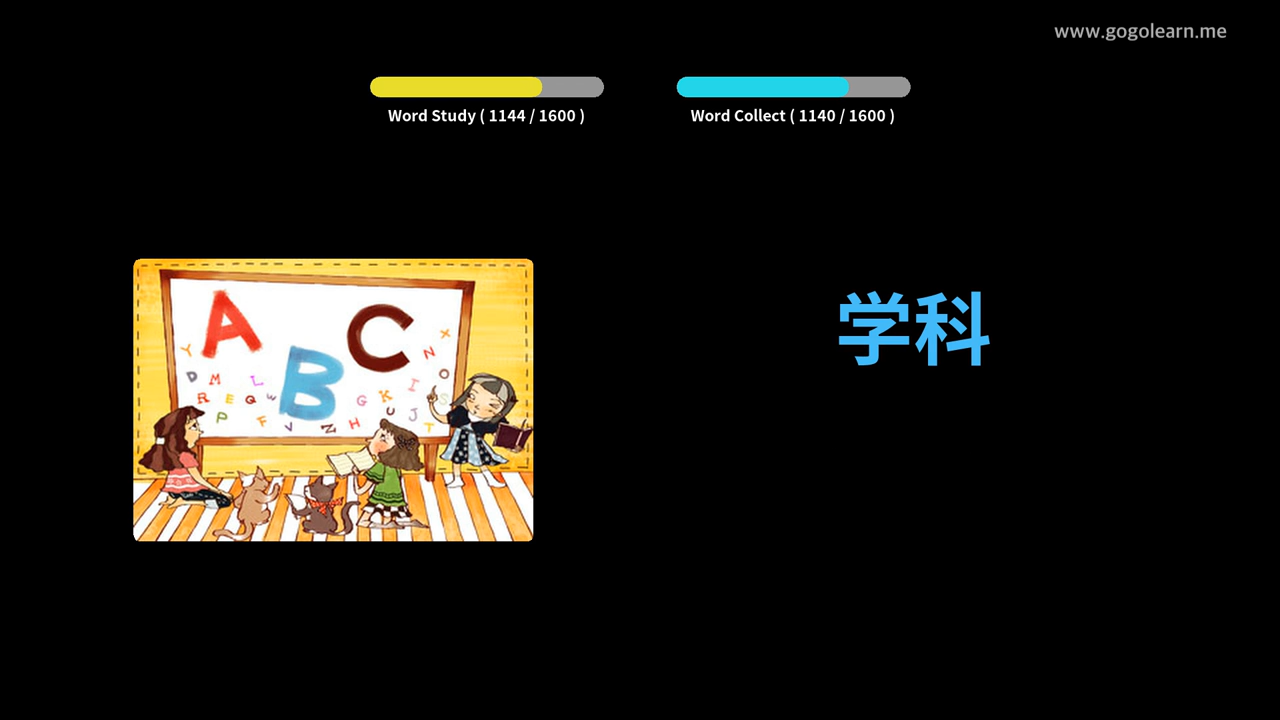 www.gogolearn.me
Word Study ( 1144 / 1600 )
Word Collect ( 1140 / 1600 )
学科
A
B
C
Y
D M L
R E Q W
P F V Z H
X
N
O
I
G K S
U J T